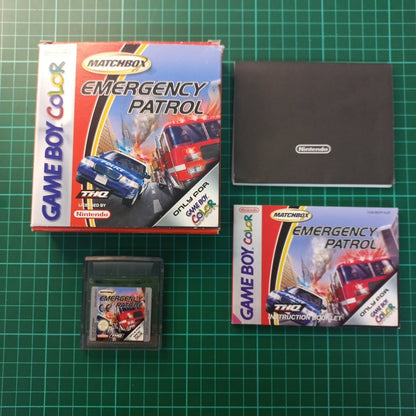 GAME BOY COLOR
MATCHBOX
EMERGENCY
PATROL
THQ
LICENSED BY
Nintendo
ONLY FOR
GAME BOY
COLOR
Nintendo
Nintendo
GAME BOY COLOR
MATCHBOX
EMERGENCY
PATROL
THQ
INSTRUCTION BOOKLET
ONLY FOR
GAME BOY
COLOR
EMERGENCY
PATROL